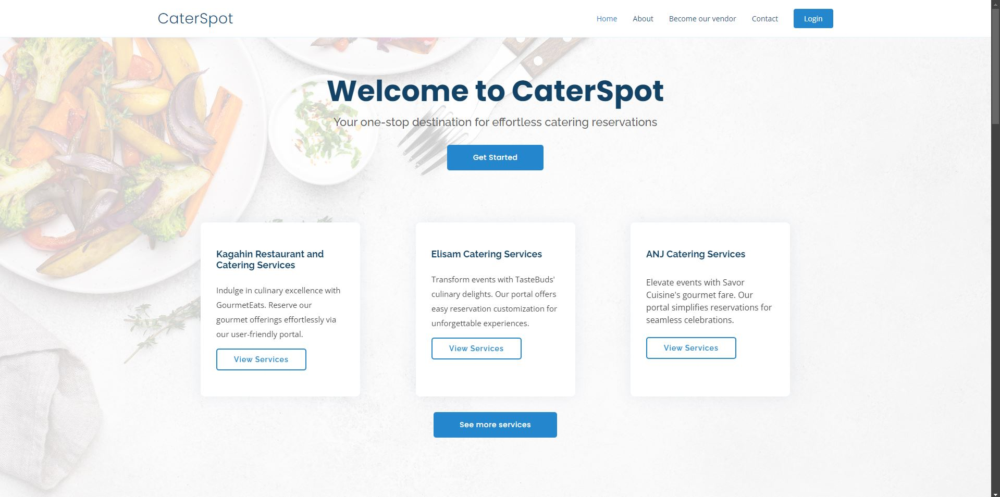 CaterSpot
Home
About
Become our vendor
Contact
Login
Welcome to CaterSpot
Your one-stop destination for effortless catering reservations
Get Started
Kagahin Restaurant and
Catering Services
Indulge in culinary excellence with
GourmetEats. Reserve our
gourmet offerings effortlessly via
our user-friendly portal.
View Services
Elisam Catering Services
Transform events with TasteBuds'
culinary delights. Our portal offers
easy reservation customization for
unforgettable experiences.
View Services
ANJ Catering Services
Elevate events with Savor
Cuisine's gourmet fare. Our
portal simplifies reservations for
seamless celebrations.
View Services
See more services